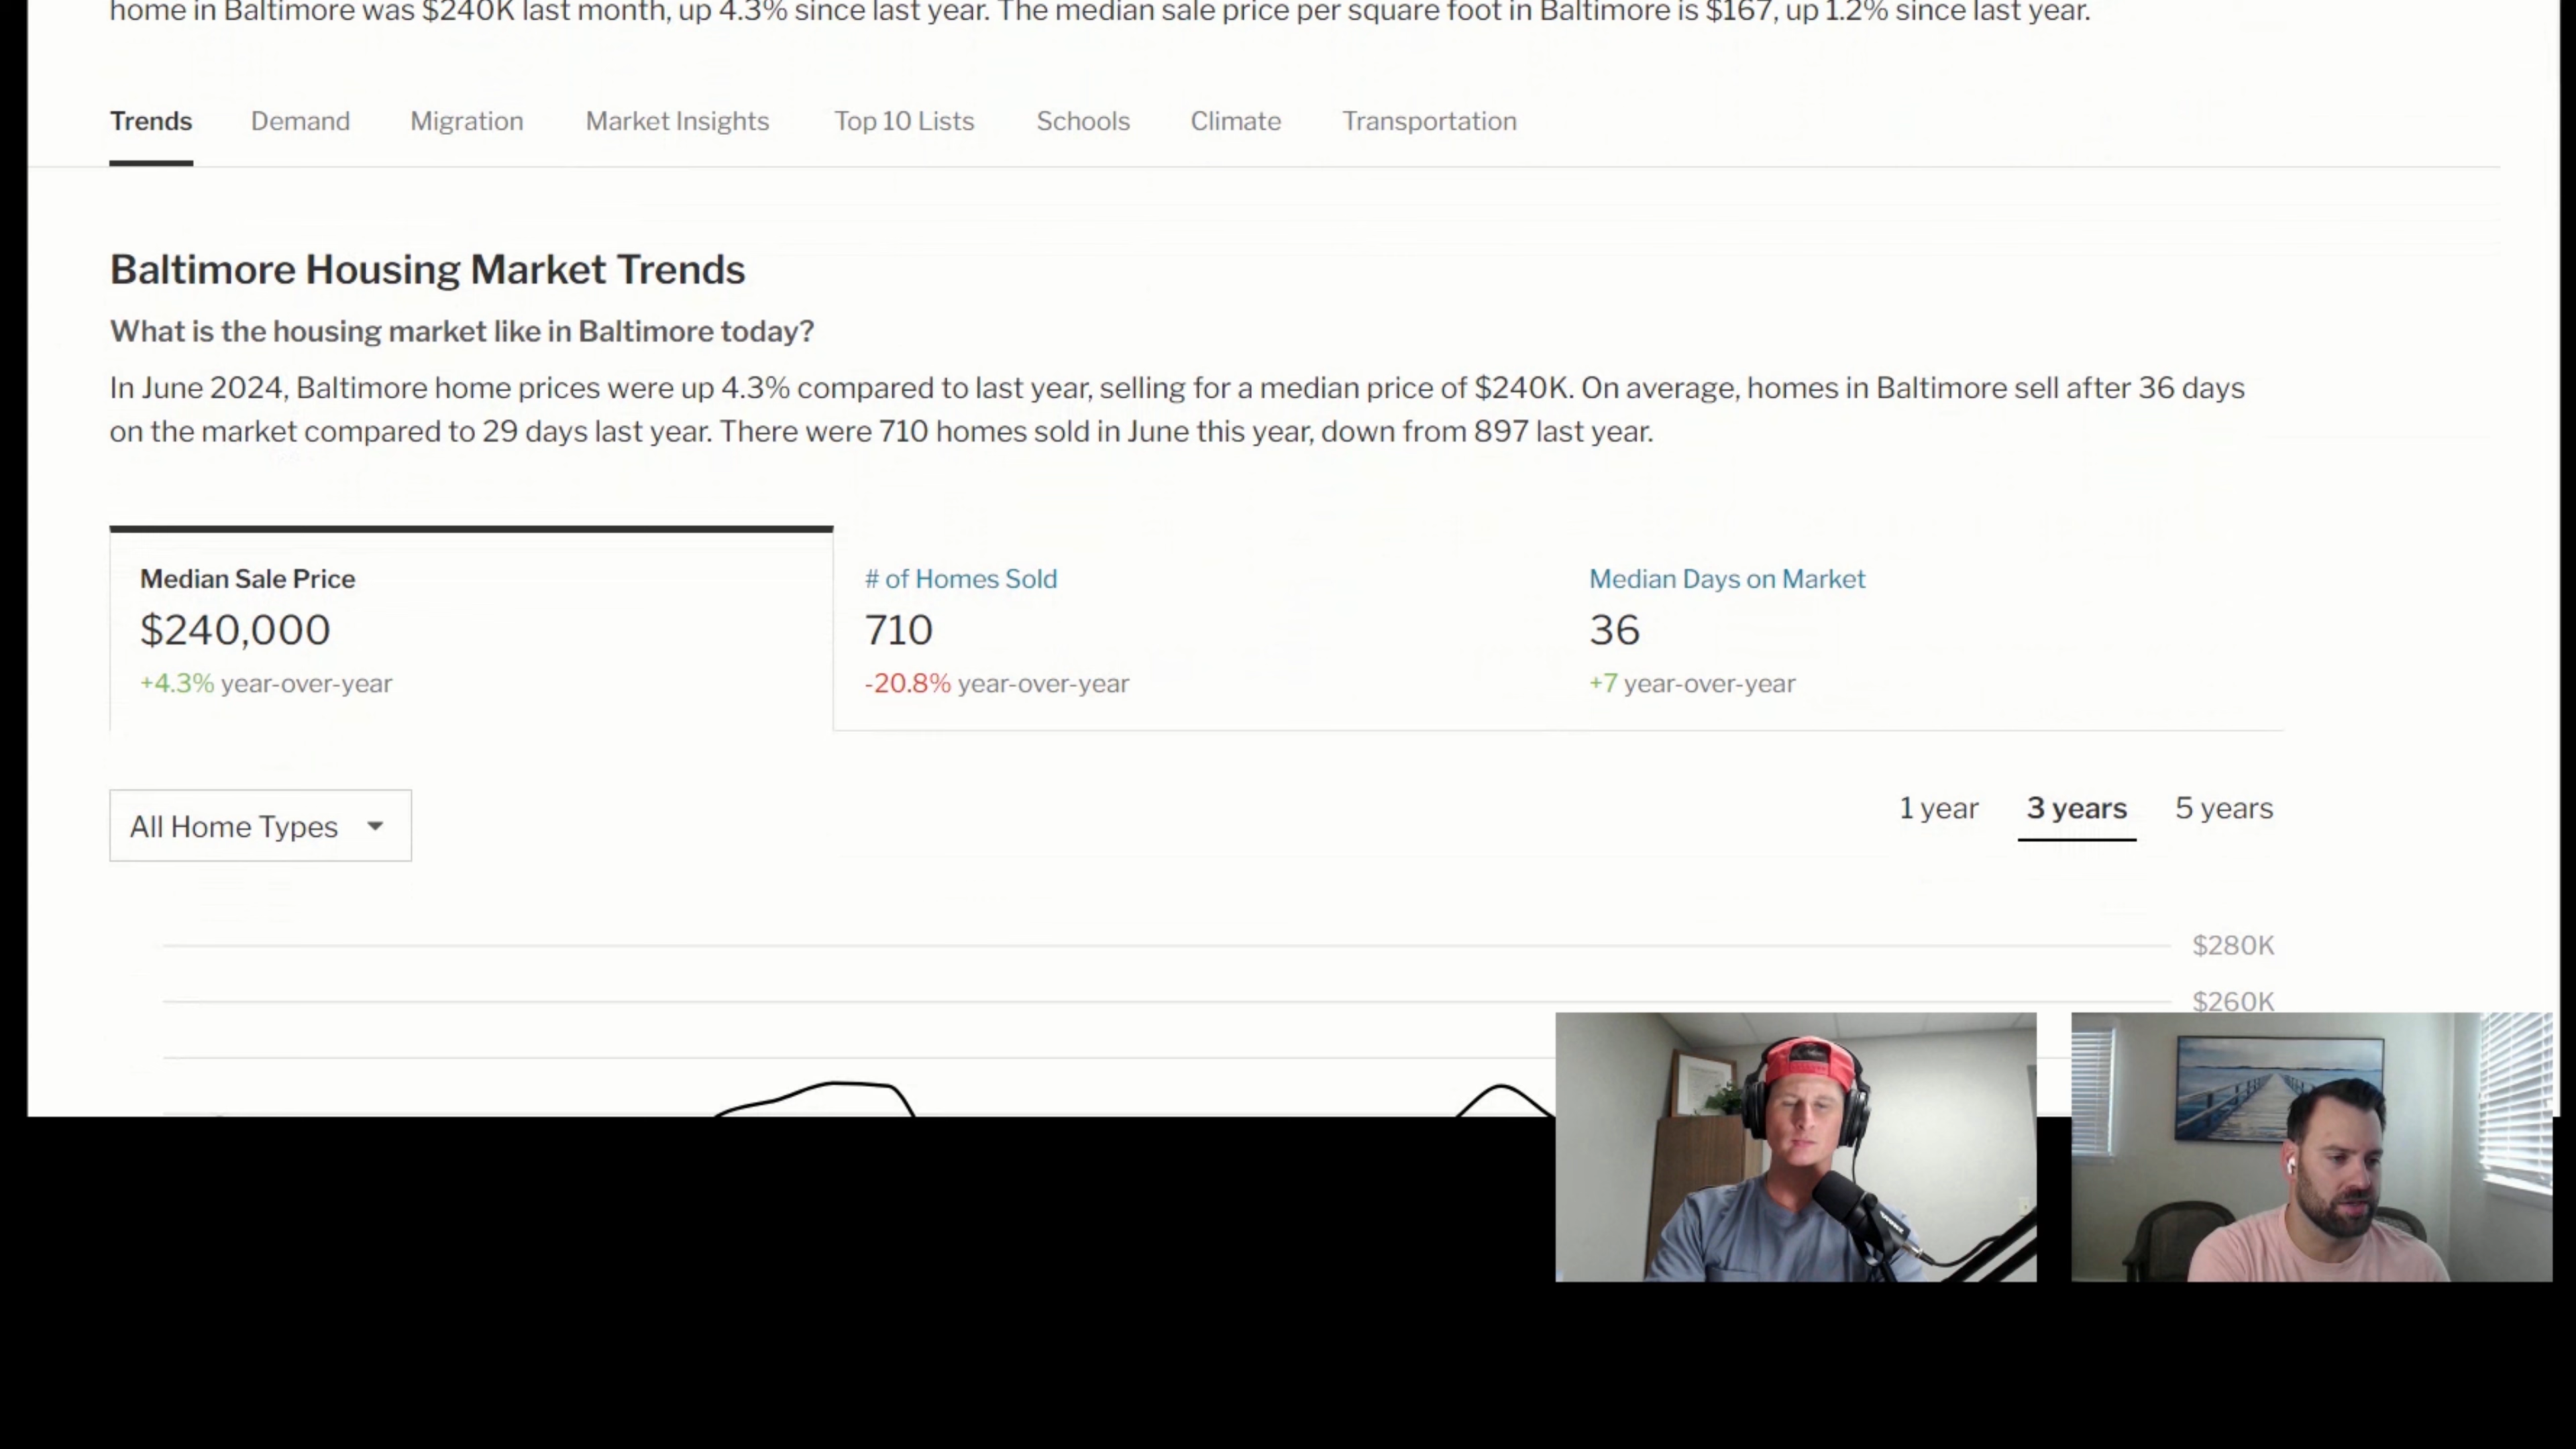 home in Baltimore was $240K last month, up 4.3% since last year. The median sale price per square foot in Baltimore is $167, up 1.2% since last year.
Trends Demand Migration Market Insights Top 10 Lists Schools Climate Transportation
Baltimore Housing Market Trends
What is the housing market like in Baltimore today?
In June 2024, Baltimore home prices were up 4.3% compared to last year, selling for a median price of $240K. On average, homes in Baltimore sell after 36 days
on the market compared to 29 days last year. There were 710 homes sold in June this year, down from 897 last year.
Median Sale Price # of Homes Sold Median Days on Market
$240,000 710 36
+4.3% year-over-year -20.8% year-over-year +7 year-over-year
All Home Types 1 year 3 years 5 years
$280K
$260K